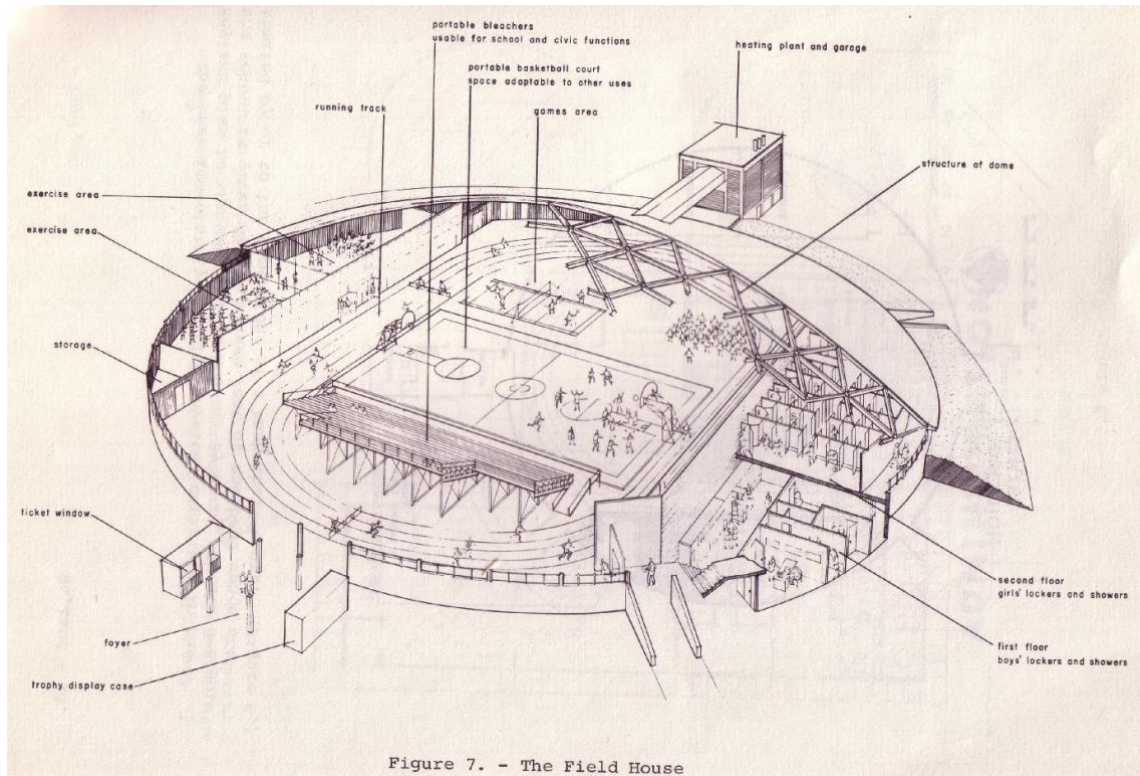 portable bleachers
usable for school and civic functions
heating plant and garage
portable basketball court
space adaptable to other uses
running track
games area
structure of dome
exercise area
exercise area
storage
ticket window
second floor
girls' lockers and showers
foyer
first floor
boys' lockers and showers
trophy display case
Figure 7. - The Field House